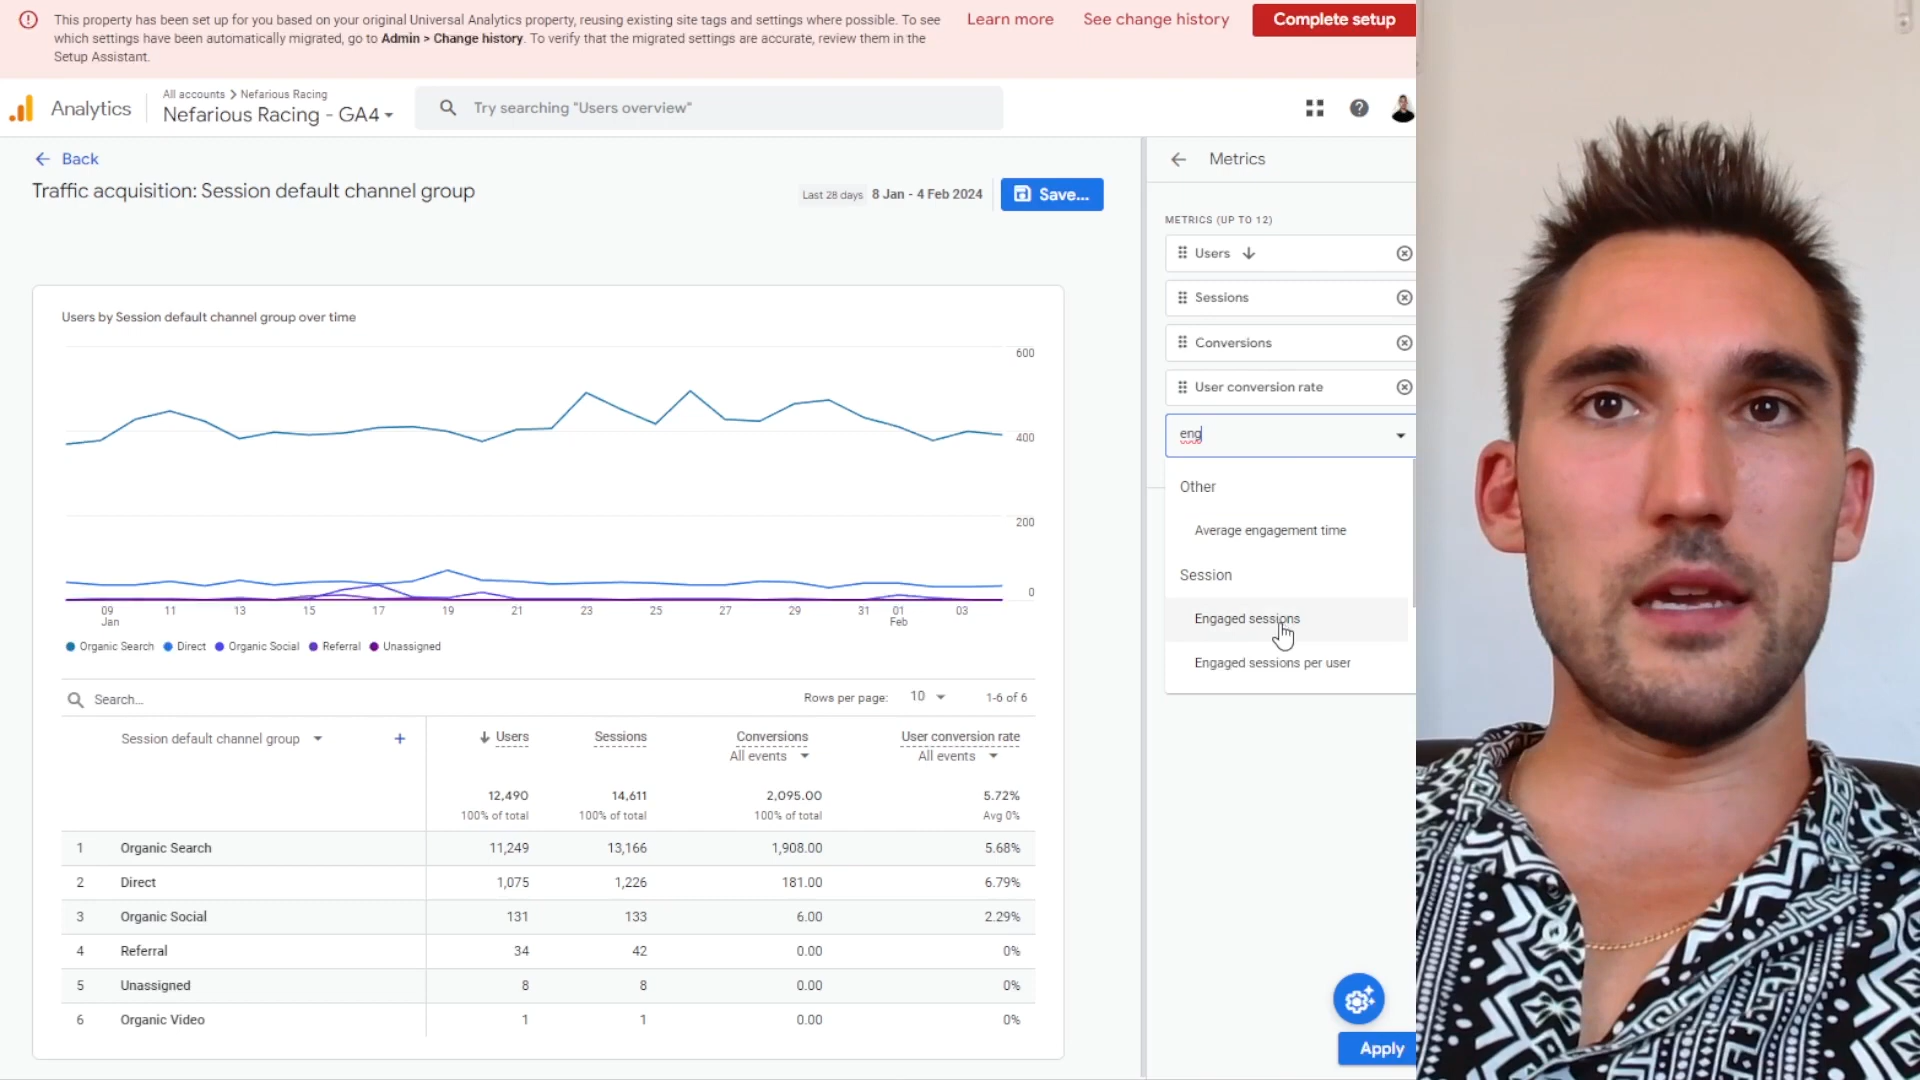 This property has been set up for you based on your original Universal Analytics property, reusing existing site tags and settings where possible. To see
which settings have been automatically migrated, go to Admin > Change history. To verify that the migrated settings are accurate, review them in the
Setup Assistant.
Learn more
See change history
Complete setup
Analytics
All accounts > Nefarious Racing
Nefarious Racing - GA4
Try searching "Users overview"
Back
Traffic acquisition: Session default channel group
Last 28 days 8 Jan - 4 Feb 2024
Save...
Users by Session default channel group over time
600
400
200
0
09 11 13 15 17 19 21 23 25 27 29 31 01 03
Jan Feb
Organic Search Direct Organic Social Referral Unassigned
Search...
Rows per page: 10 1-6 of 6
Session default channel group + Users Sessions Conversions User conversion rate
All events All events
12,490 14,611 2,095.00 5.72%
100% of total 100% of total 100% of total Avg 0%
1 Organic Search 11,249 13,166 1,908.00 5.68%
2 Direct 1,075 1,226 181.00 6.79%
3 Organic Social 131 133 6.00 2.29%
4 Referral 34 42 0.00 0%
5 Unassigned 8 8 0.00 0%
6 Organic Video 1 1 0.00 0%
Metrics
METRICS (UP TO 12)
Users
Sessions
Conversions
User conversion rate
eng
Other
Average engagement time
Session
Engaged sessions
Engaged sessions per user
Apply